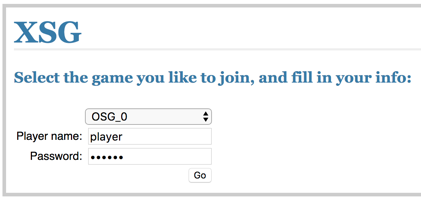 XSG
Select the game you like to join, and fill in your info:
OSG_0
Player name: player
Password: ••••••
Go